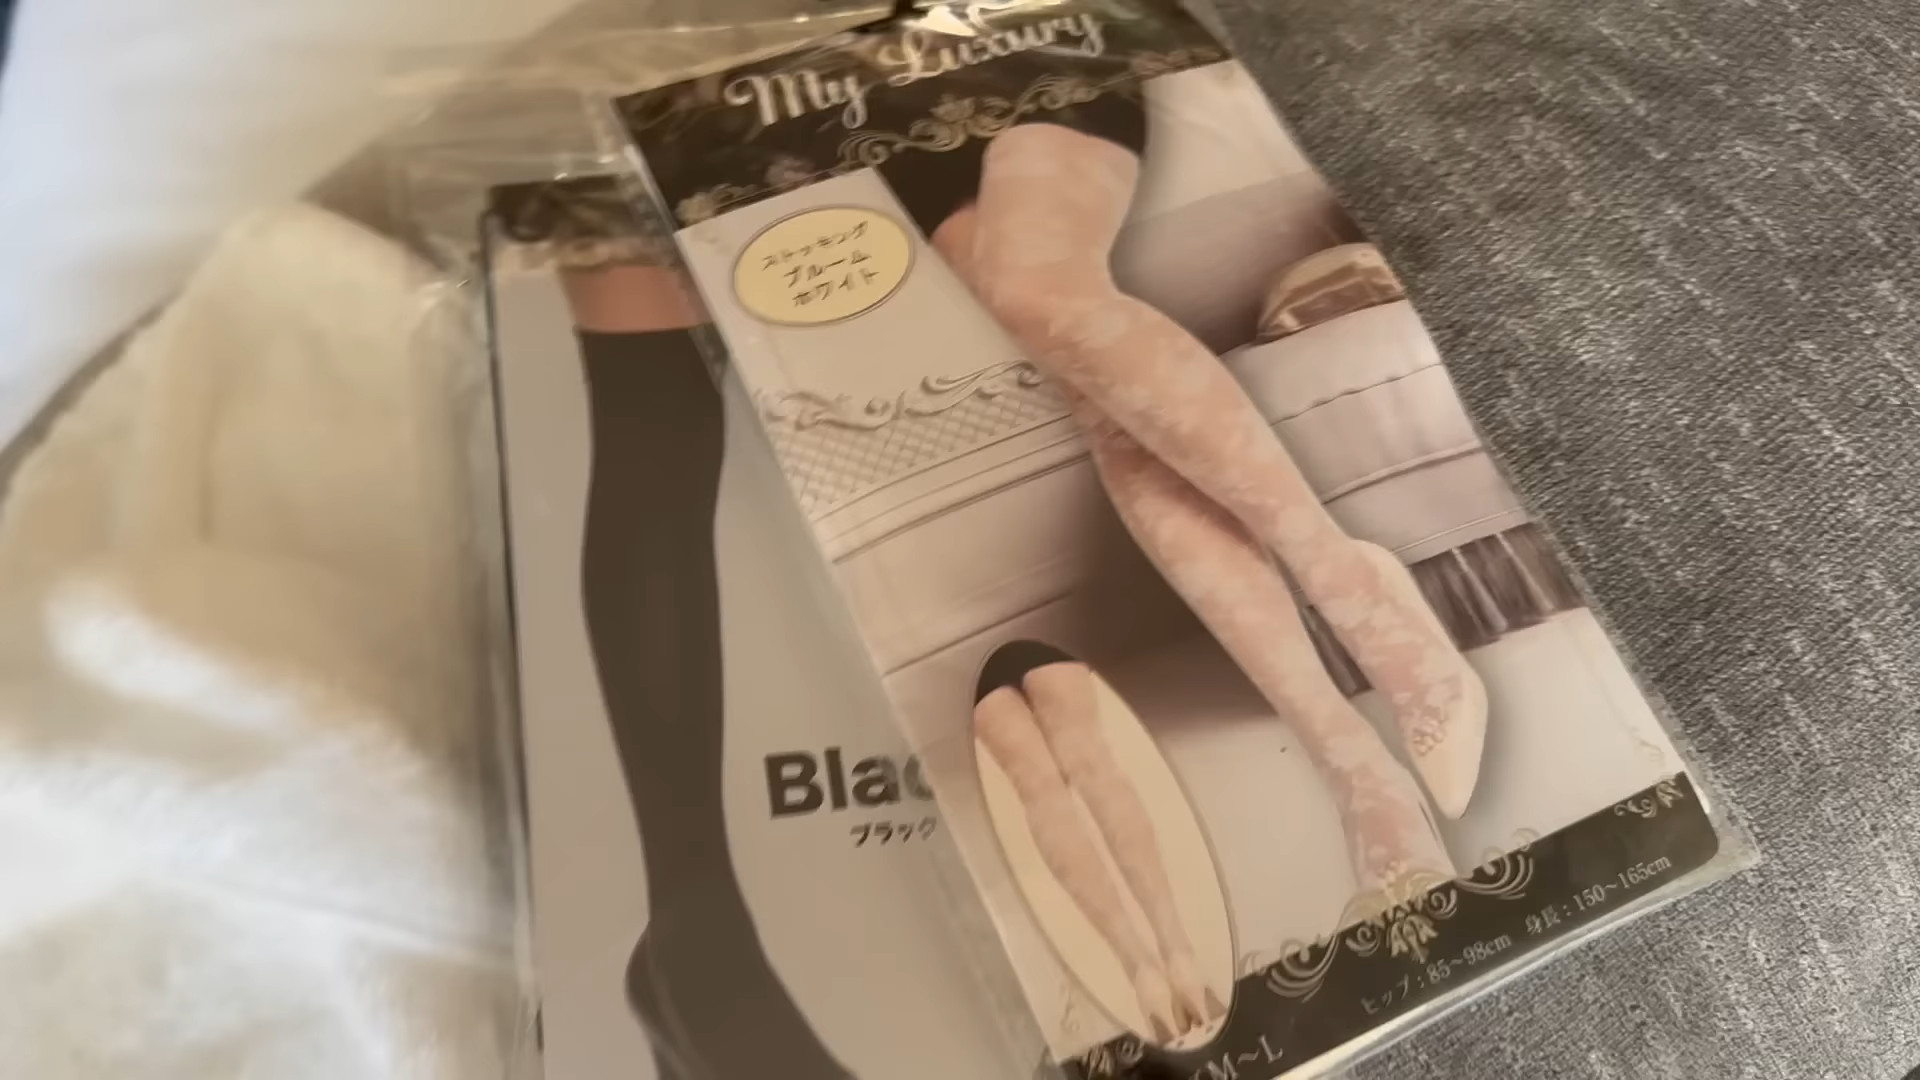 My Luxury
ストッキング
ブルーム
ホワイト
Blac
ブラック
ヒップ：85~98cm 身長：150~165cm
M~L